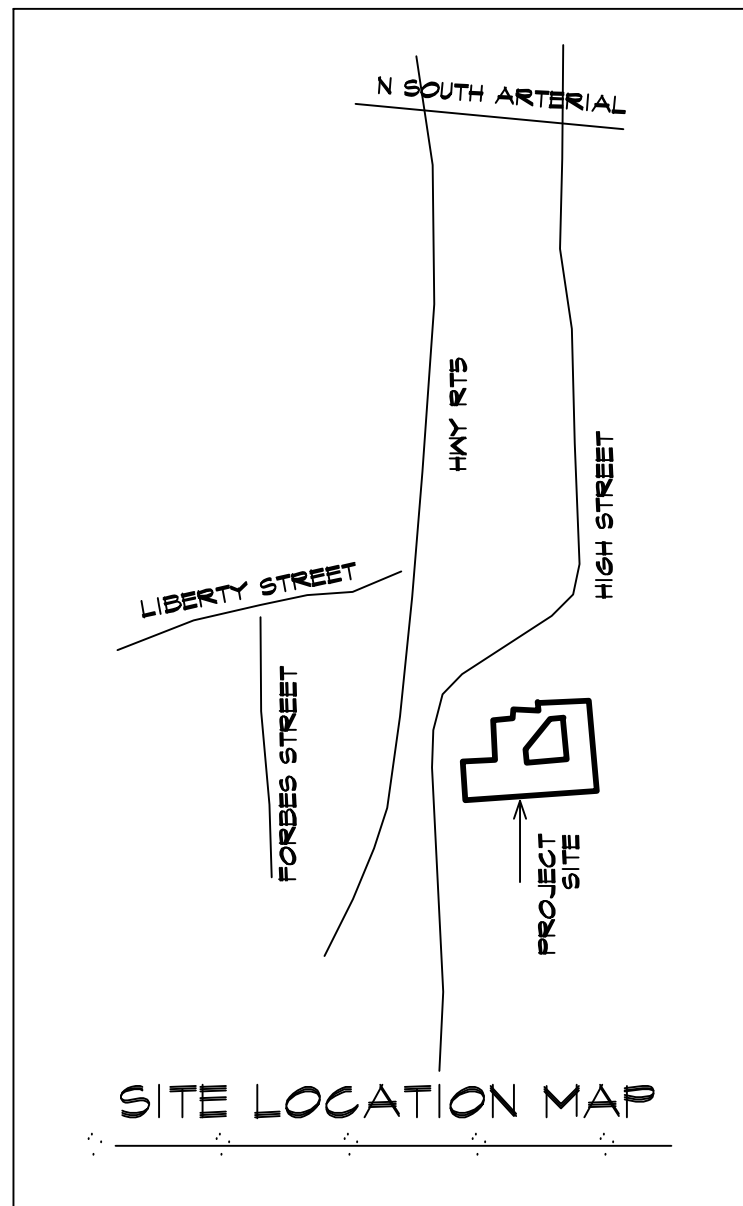 N SOUTH ARTERIAL
HWY RT5
HIGH STREET
LIBERTY STREET
FORBES STREET
PROJECT
SITE
SITE LOCATION MAP